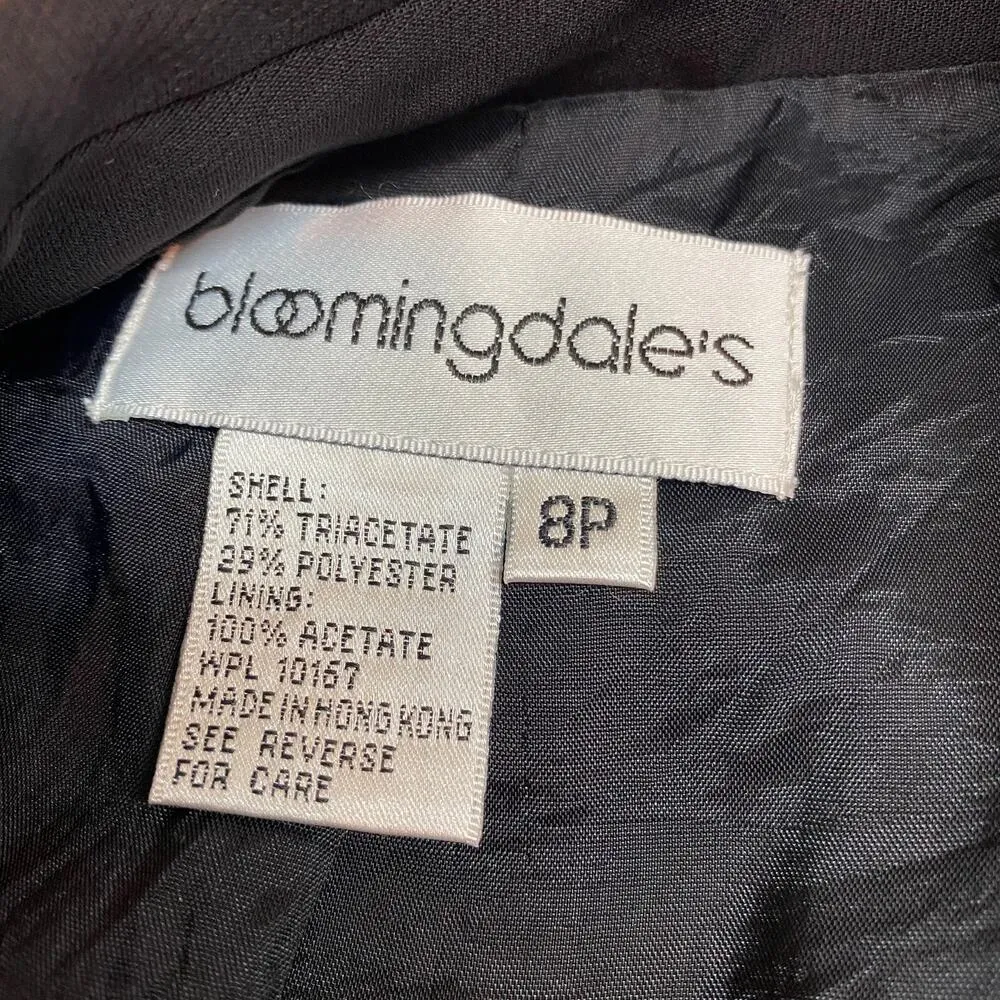 bloomingdale's
8P
SHELL:
71% TRIACETATE
29% POLYESTER
LINING:
100% ACETATE
WPL 10167
MADE IN HONG KONG
SEE REVERSE
FOR CARE